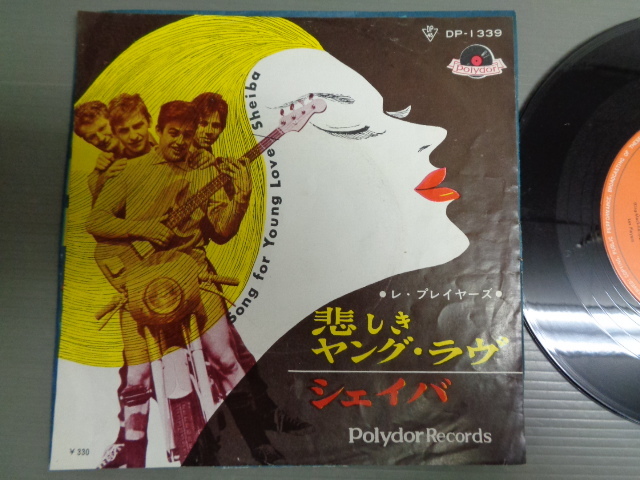 DP-1339
Polydor
Song for Young Love Sheiba
•レ・プレイヤーズ•
悲しき
ヤング・ラヴ
シェイバ
Polydor Records
¥330